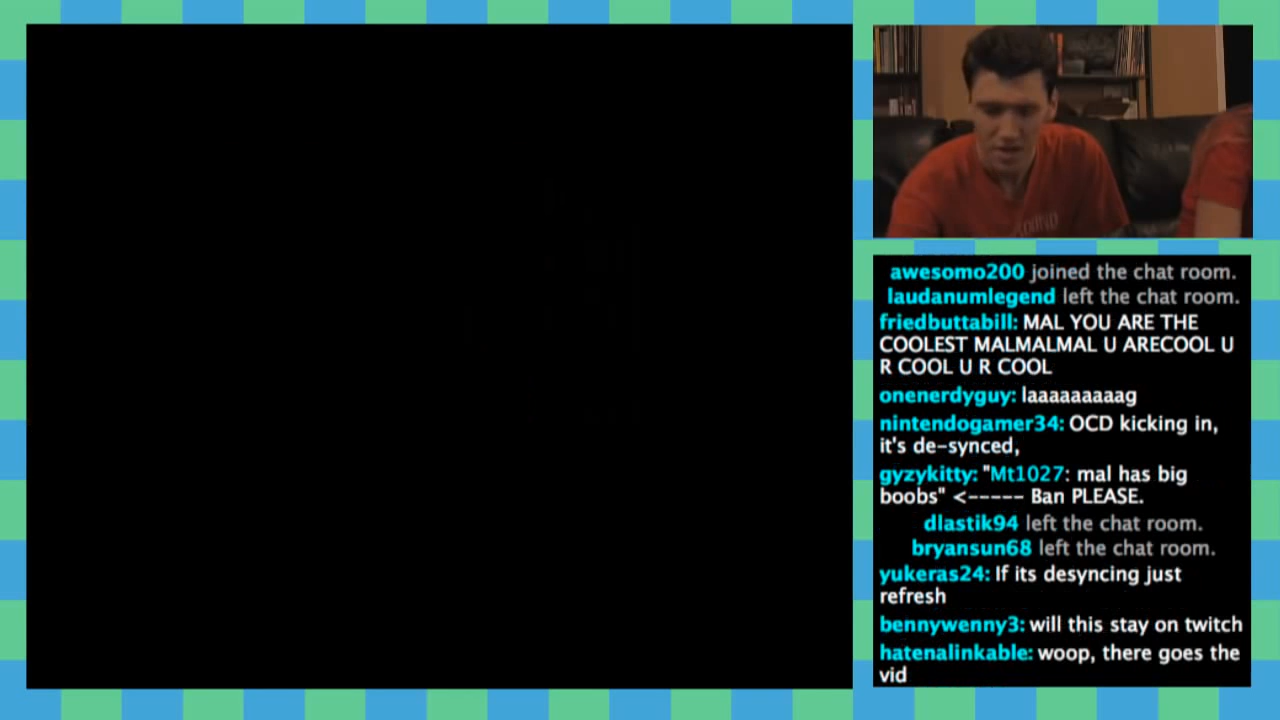 awesomo200 joined the chat room.
laudanumlegend left the chat room.
friedbuttabill: MAL YOU ARE THE
COOLEST MALMALMAL U ARECOOL U
R COOL U R COOL
onenerdyguy: laaaaaaaaag
nintendogamer34: OCD kicking in,
it's de-synced,
gyzykitty: "Mt1027: mal has big
boobs" <----- Ban PLEASE.
dlastik94 left the chat room.
bryansun68 left the chat room.
yukeras24: If its desyncing just
refresh
bennywenny3: will this stay on twitch
hatenalinkable: woop, there goes the
vid